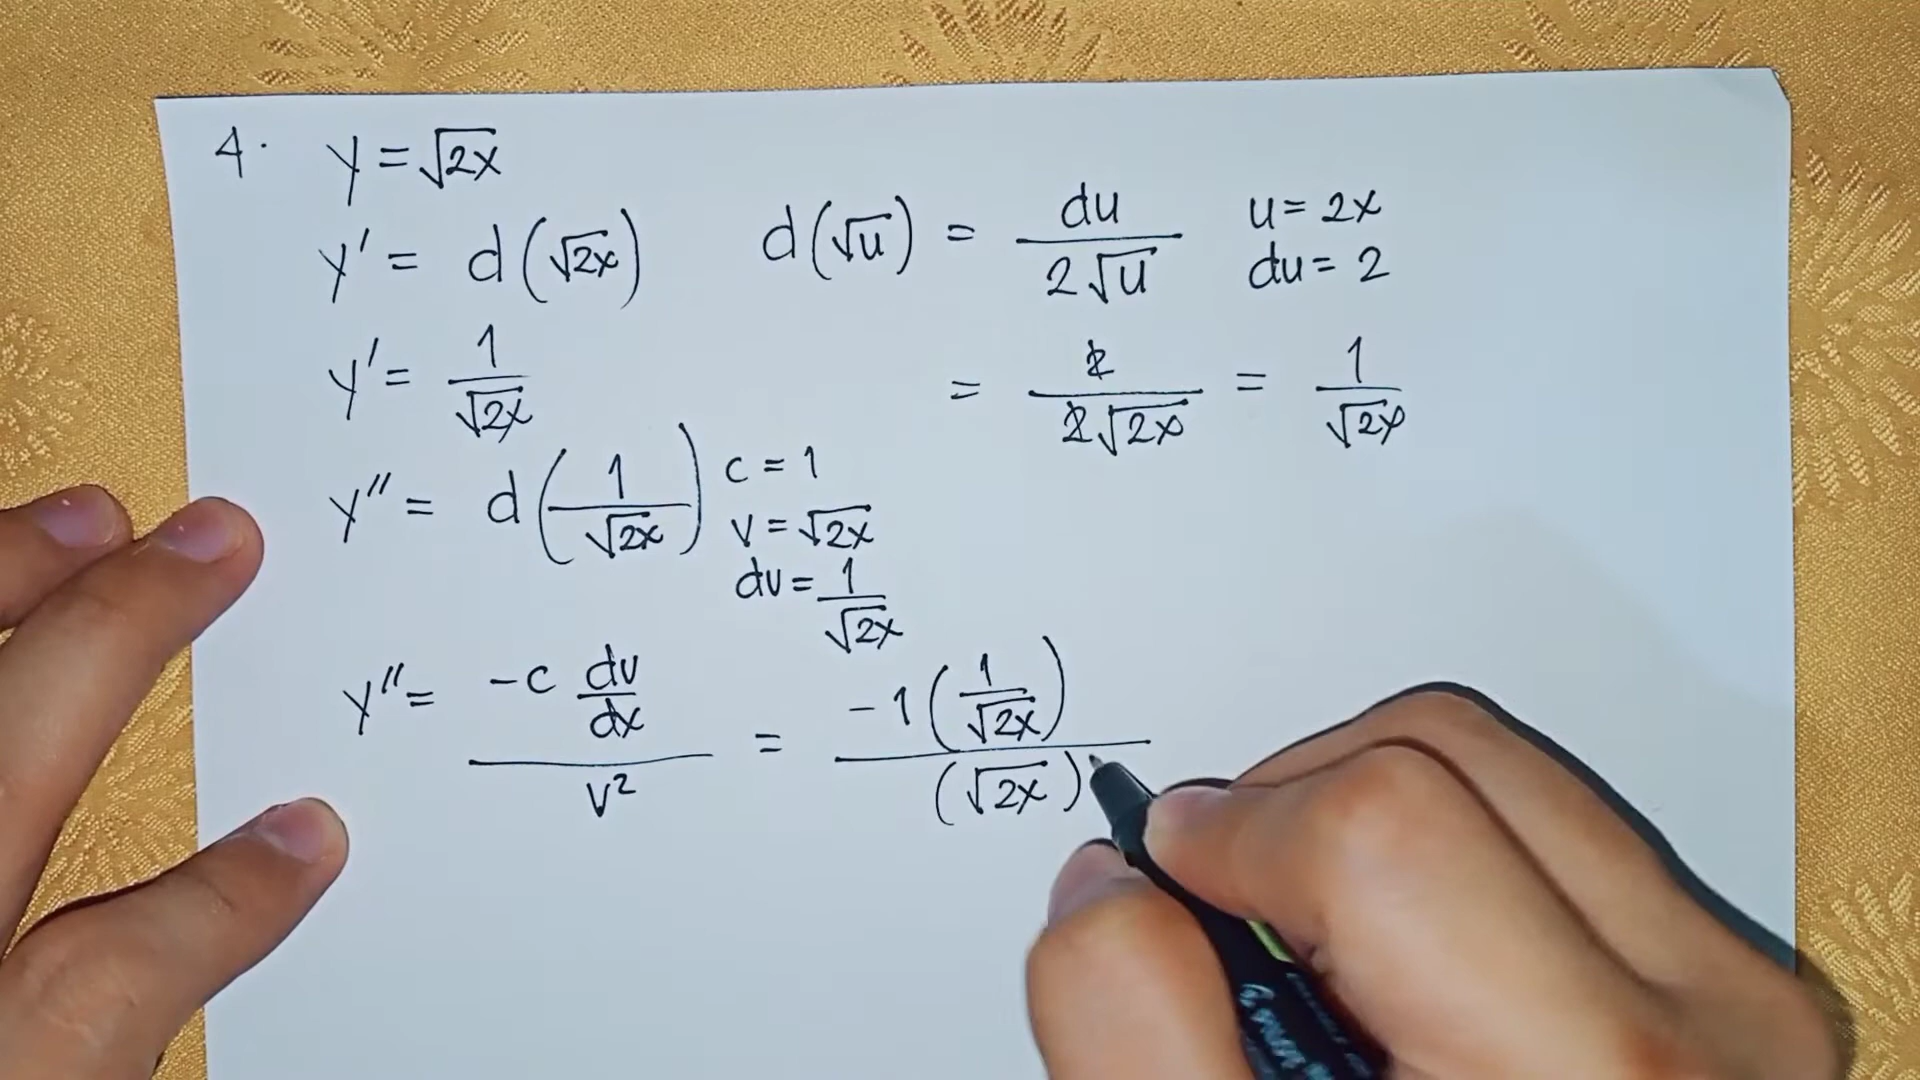 4. y = √2x
y' = d(√2x)
d(√u) = du / 2√u
u = 2x
du = 2
y' = 1 / √2x
= 2 / 2√2x = 1 / √2x
y'' = d(1 / √2x)
c = 1
v = √2x
dv = 1 / √2x
y'' = -c dv/dx / v² = -1(1 / √2x) / (√2x)